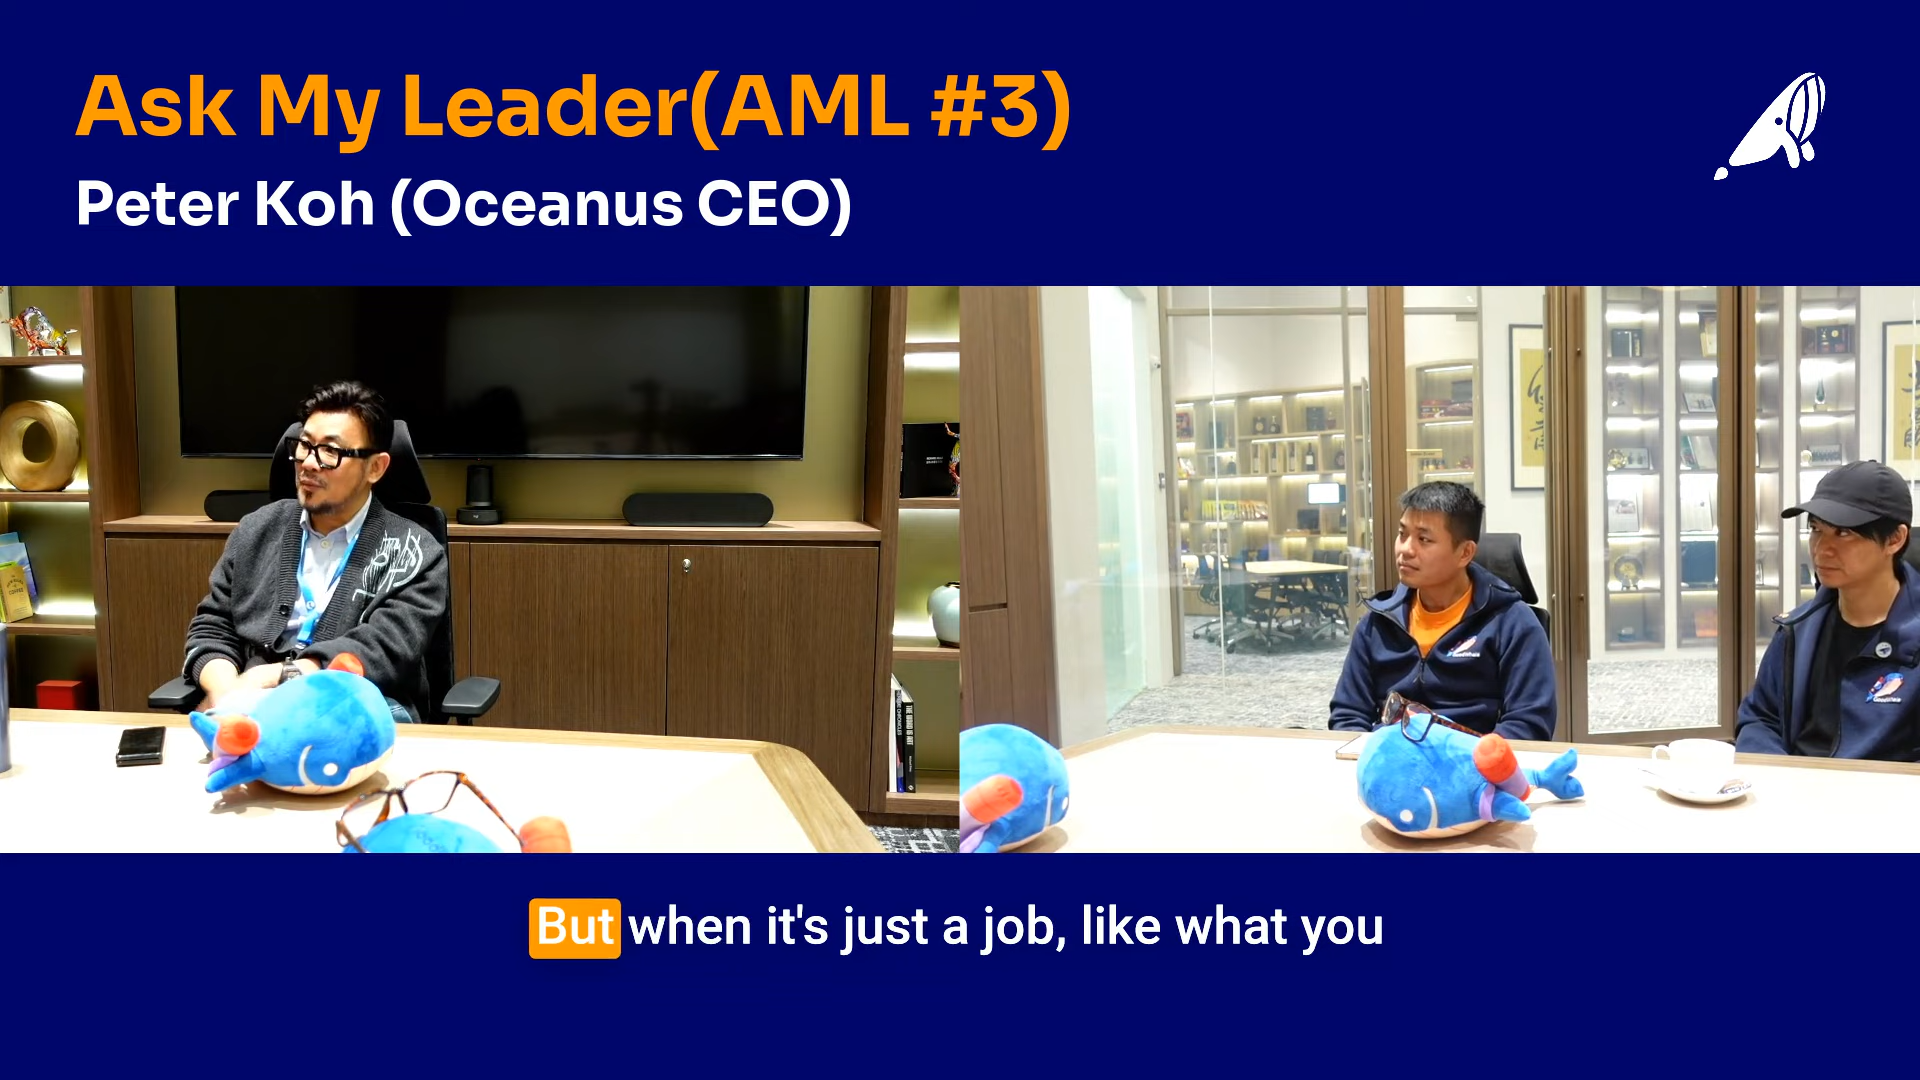 Ask My Leader(AML #3)
Peter Koh (Oceanus CEO)
But when it's just a job, like what you